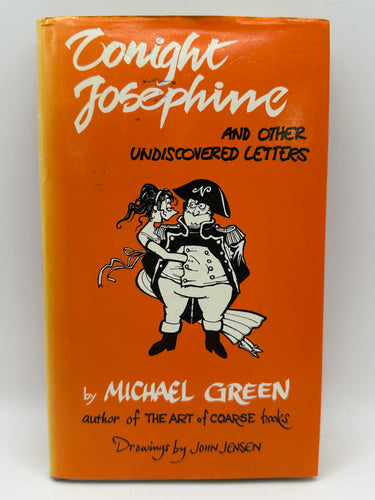 Tonight
Josephine
AND OTHER
UNDISCOVERED LETTERS
N
by MICHAEL GREEN
author of THE ART of COARSE books
Drawings by JOHN JENSEN